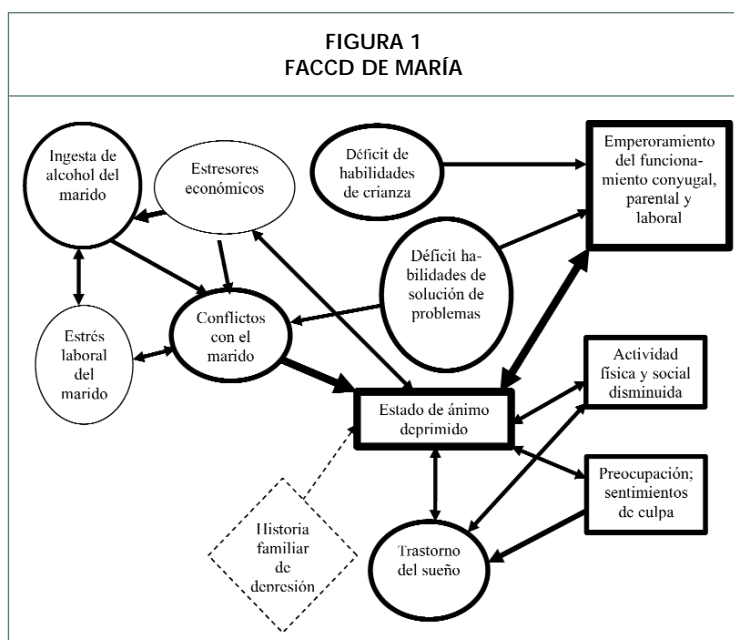 FIGURA 1
FACCD DE MARÍA
Ingesta de
alcohol del
marido
Estresores
económicos
Déficit de
habilidades
de crianza
Emperoramiento
del funciona-
miento conyugal,
parental y
laboral
Déficit ha-
bilidades de
solución de
problemas
Estrés
laboral
del
marido
Conflictos
con el
marido
Actividad
física y social
disminuida
Estado de ánimo
deprimido
Preocupación;
sentimientos
de culpa
Historia
familiar
de
depresión
Trastorno
del sueño